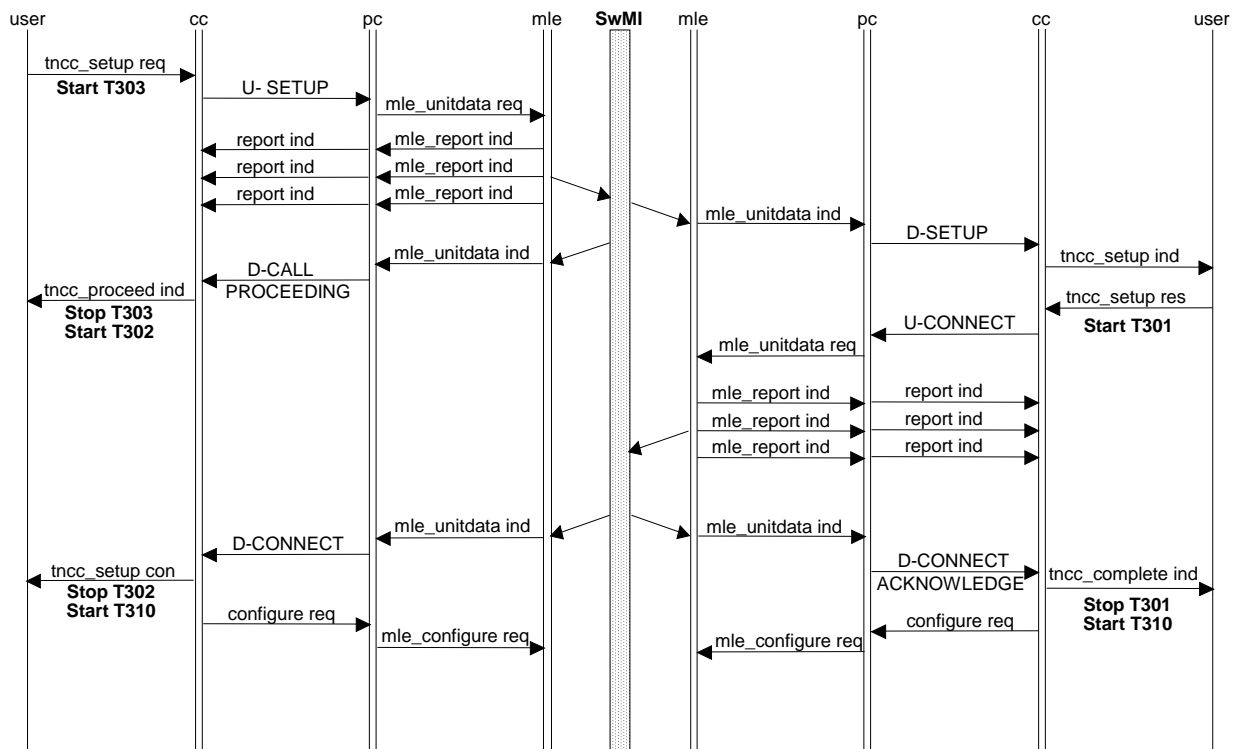 user cc pc mle SwMI mle pc cc user
tncc_setup req
Start T303
U- SETUP
mle_unitdata req
report ind mle_report ind
report ind mle_report ind
report ind mle_report ind
mle_unitdata ind
D-SETUP
tncc_setup ind
mle_unitdata ind
D-CALL
PROCEEDING
tncc_proceed ind
Stop T303
Start T302
tncc_setup res
Start T301
U-CONNECT
mle_unitdata req
mle_report ind report ind
mle_report ind report ind
mle_report ind report ind
mle_unitdata ind mle_unitdata ind
D-CONNECT
D-CONNECT
ACKNOWLEDGE
tncc_setup con
Stop T302
Start T310
tncc_complete ind
Stop T301
Start T310
configure req configure req
mle_configure req mle_configure req